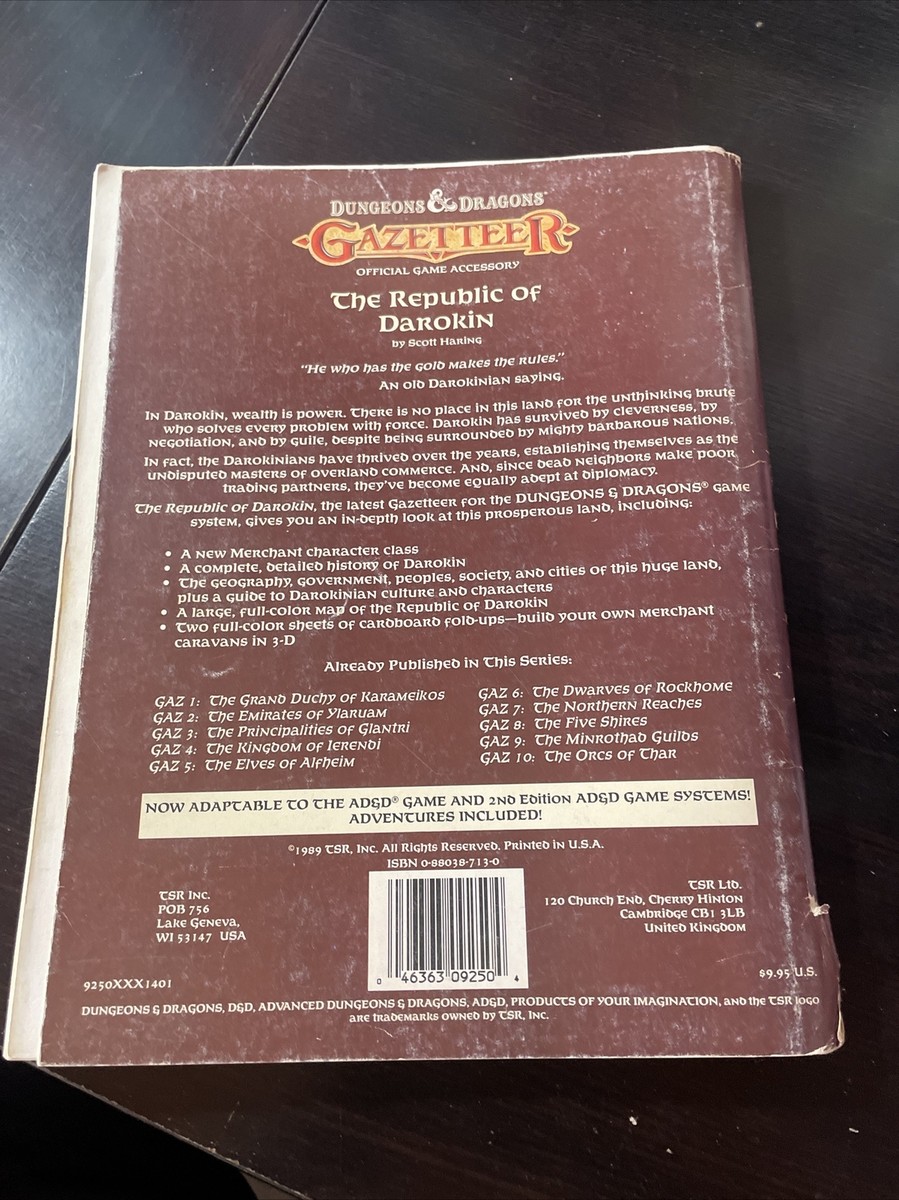 DUNGEONS & DRAGONS™
GAZETTEER
OFFICIAL GAME ACCESSORY
The Republic of
Darokin
by Scott Haring
"He who has the gold makes the rules."
An old Darokinian saying.
In Darokin, wealth is power. There is no place in this land for the unthinking brute
who solves every problem with force. Darokin has survived by cleverness, by
negotiation, and by guile, despite being surrounded by mighty barbarous nations.
In fact, the Darokinians have thrived over the years, establishing themselves as the
undisputed masters of overland commerce. And, since dead neighbors make poor
trading partners, they've become equally adept at diplomacy.
The Republic of Darokin, the latest Gazetteer for the DUNGEONS & DRAGONS® game
system, gives you an in-depth look at this prosperous land, including:
• A new Merchant character class
• A complete, detailed history of Darokin
• The geography, government, peoples, society, and cities of this huge land,
plus a guide to Darokinian culture and characters
• A large, full-color map of the Republic of Darokin
• Two full-color sheets of cardboard fold-ups—build your own merchant
caravans in 3-D
Already Published in This Series:
GAZ 1: The Grand Duchy of Karameikos
GAZ 2: The Emirates of Ylaruam
GAZ 3: The Principalities of Glantri
GAZ 4: The Kingdom of Ierendi
GAZ 5: The Elves of Alfheim
GAZ 6: The Dwarves of Rockhome
GAZ 7: The Northern Reaches
GAZ 8: The Five Shires
GAZ 9: The Minrothad Guilds
GAZ 10: The Orcs of Thar
NOW ADAPTABLE TO THE AD&D® GAME AND 2nd Edition AD&D GAME SYSTEMS!
ADVENTURES INCLUDED!
©1989 TSR, Inc. All Rights Reserved. Printed in U.S.A.
ISBN 0-88038-713-0
TSR Inc.
POB 756
Lake Geneva,
WI 53147 USA
TSR Ltd.
120 Church End, Cherry Hinton
Cambridge CB1 3LB
United Kingdom
0 46363 09250 4
9250XXX1401
$9.95 U.S.
DUNGEONS & DRAGONS, D&D, ADVANCED DUNGEONS & DRAGONS, AD&D, PRODUCTS OF YOUR IMAGINATION, and the TSR logo
are trademarks owned by TSR, Inc.